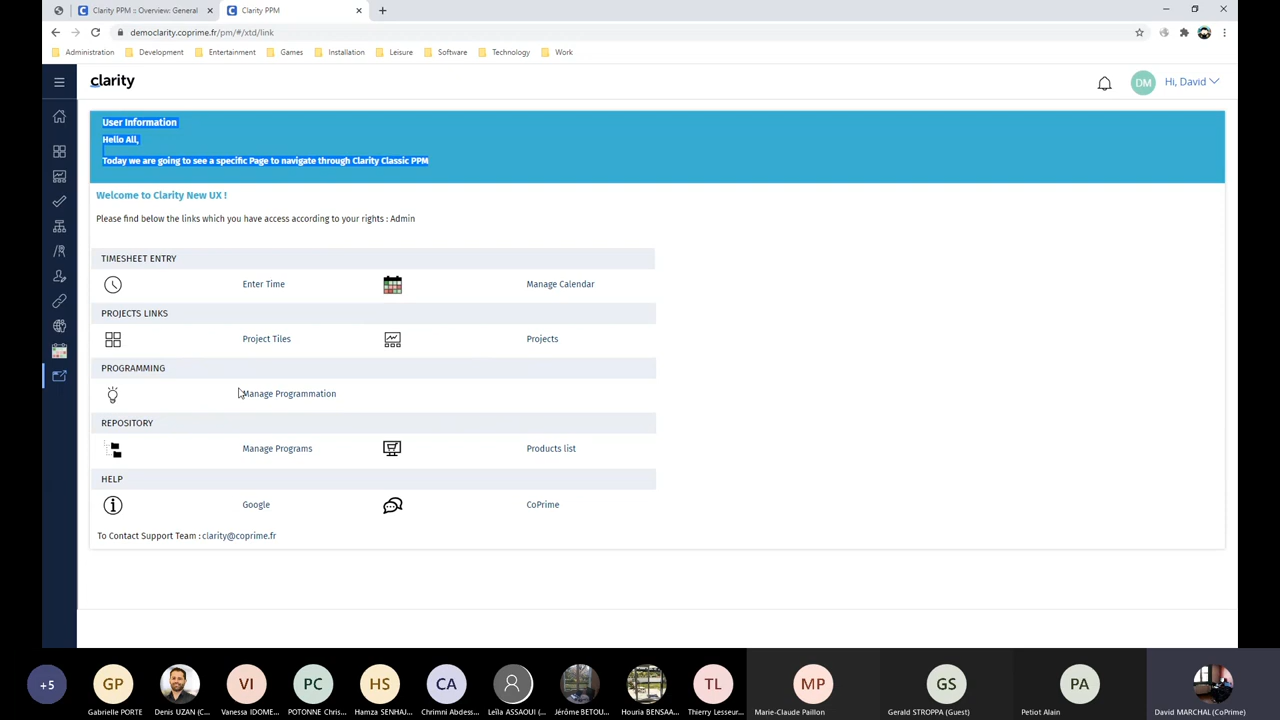 Clarity PPM :: Overview: General
Clarity PPM
democlarity.coprime.fr/pm/#/xtd/link
Administration
Development
Entertainment
Games
Installation
Leisure
Software
Technology
Work
clarity
DM
Hi, David
User Information
Hello All,
Today we are going to see a specific Page to navigate through Clarity Classic PPM
Welcome to Clarity New UX !
Please find below the links which you have access according to your rights : Admin
TIMESHEET ENTRY
Enter Time
Manage Calendar
PROJECTS LINKS
Project Tiles
Projects
PROGRAMMING
Manage Programmation
REPOSITORY
Manage Programs
Products list
HELP
Google
CoPrime
To Contact Support Team : clarity@coprime.fr
+5
GP
VI
PC
HS
CA
TL
MP
GS
PA
Gabrielle PORTE
Denis UZAN (C...
Vanessa IDOME...
POTONNE Chris...
Hamza SENHAJ...
Chrimni Abdess...
Leïla ASSAOUI (...
Jérôme BETOU...
Houria BENSAA...
Thierry Lesseur...
Marie-Claude Paillon
Gerald STROPPA (Guest)
Petiot Alain
David MARCHAL (CoPrime)